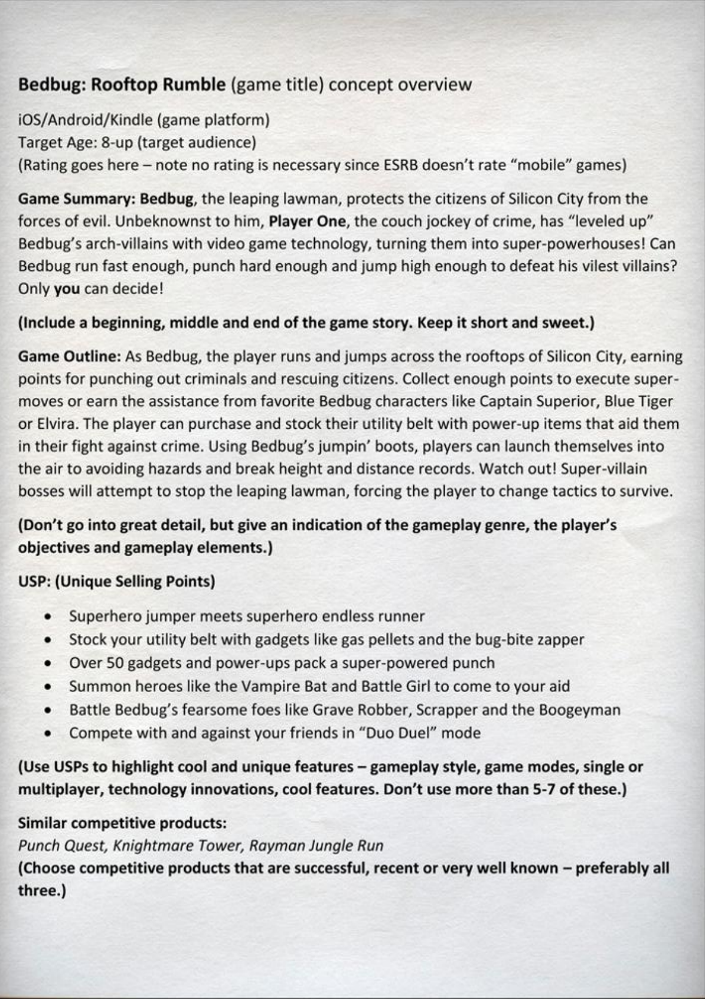 Bedbug: Rooftop Rumble (game title) concept overview
iOS/Android/Kindle (game platform)
Target Age: 8-up (target audience)
(Rating goes here – note no rating is necessary since ESRB doesn’t rate “mobile” games)
Game Summary: Bedbug, the leaping lawman, protects the citizens of Silicon City from the
forces of evil. Unbeknownst to him, Player One, the couch jockey of crime, has “leveled up”
Bedbug’s arch-villains with video game technology, turning them into super-powerhouses! Can
Bedbug run fast enough, punch hard enough and jump high enough to defeat his vilest villains?
Only you can decide!
(Include a beginning, middle and end of the game story. Keep it short and sweet.)
Game Outline: As Bedbug, the player runs and jumps across the rooftops of Silicon City, earning
points for punching out criminals and rescuing citizens. Collect enough points to execute super-
moves or earn the assistance from favorite Bedbug characters like Captain Superior, Blue Tiger
or Elvira. The player can purchase and stock their utility belt with power-up items that aid them
in their fight against crime. Using Bedbug’s jumpin’ boots, players can launch themselves into
the air to avoiding hazards and break height and distance records. Watch out! Super-villain
bosses will attempt to stop the leaping lawman, forcing the player to change tactics to survive.
(Don’t go into great detail, but give an indication of the gameplay genre, the player’s
objectives and gameplay elements.)
USP: (Unique Selling Points)
• Superhero jumper meets superhero endless runner
• Stock your utility belt with gadgets like gas pellets and the bug-bite zapper
• Over 50 gadgets and power-ups pack a super-powered punch
• Summon heroes like the Vampire Bat and Battle Girl to come to your aid
• Battle Bedbug’s fearsome foes like Grave Robber, Scrapper and the Boogeyman
• Compete with and against your friends in “Duo Duel” mode
(Use USPs to highlight cool and unique features – gameplay style, game modes, single or
multiplayer, technology innovations, cool features. Don’t use more than 5-7 of these.)
Similar competitive products:
Punch Quest, Knightmare Tower, Rayman Jungle Run
(Choose competitive products that are successful, recent or very well known – preferably all
three.)